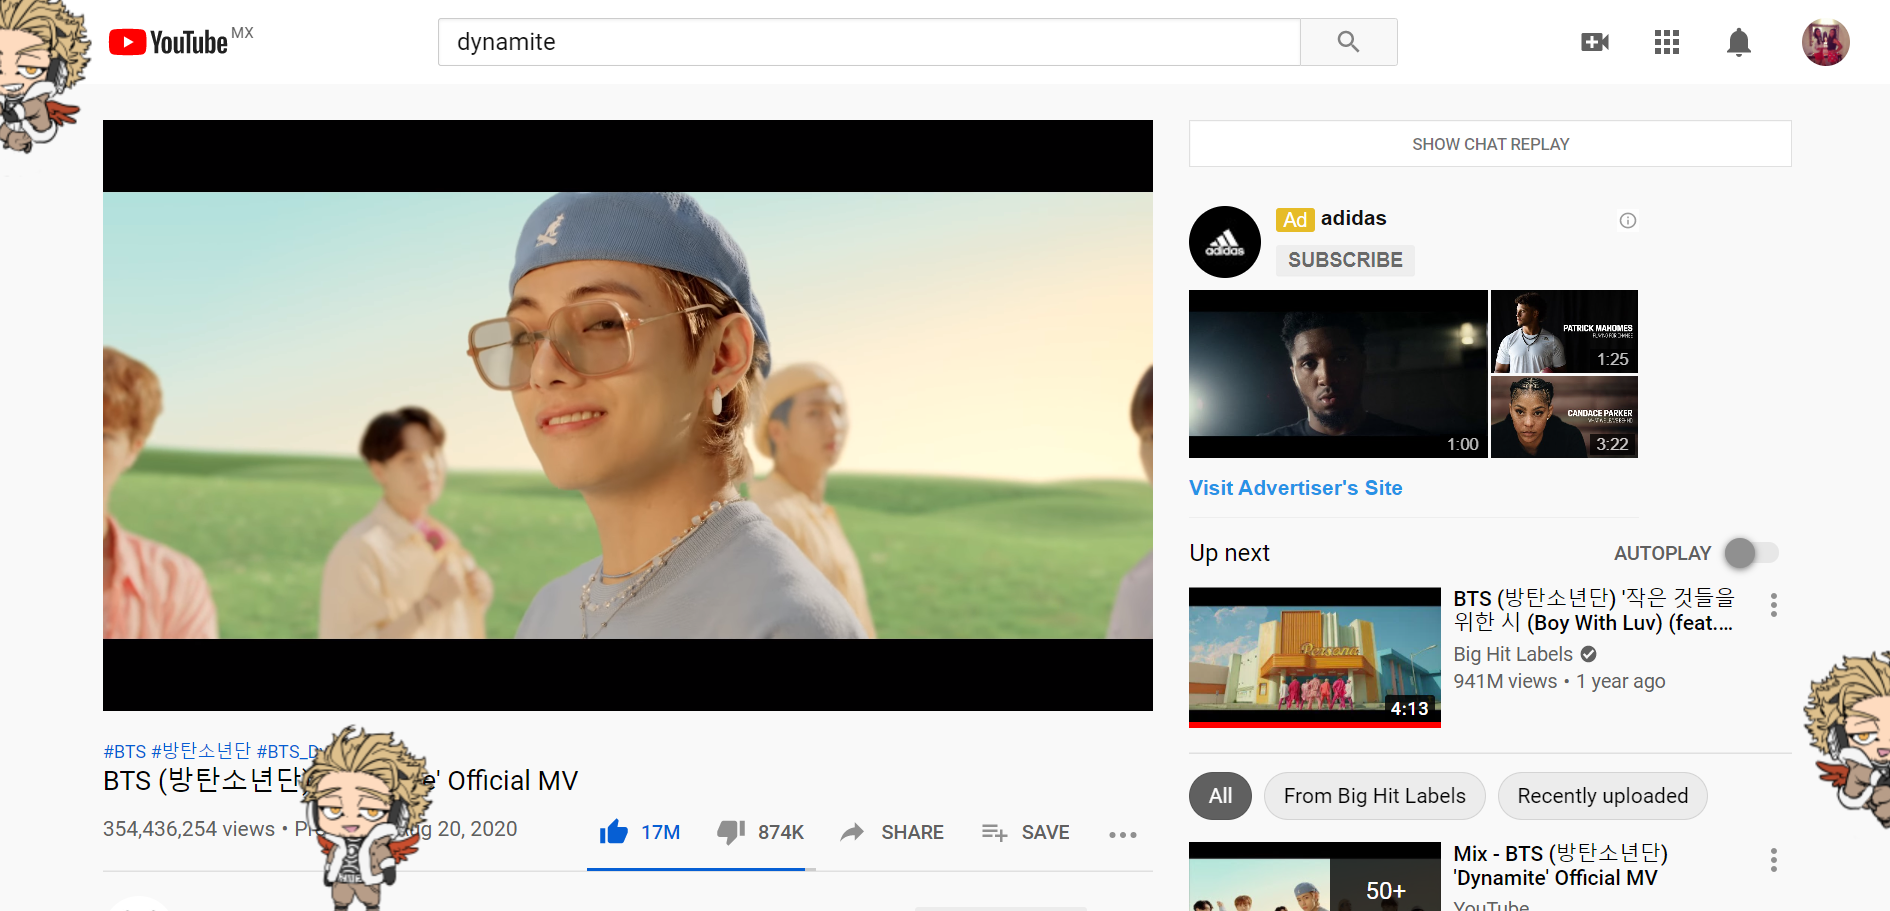 YouTube MX
dynamite
SHOW CHAT REPLAY
adidas
Ad adidas
SUBSCRIBE
1:00
PATRICK MAHOMES
1:25
CANDACE PARKER
3:22
Visit Advertiser's Site
Up next
AUTOPLAY
Persona
4:13
BTS (방탄소년단) '작은 것들을
위한 시 (Boy With Luv) (feat....
Big Hit Labels
941M views • 1 year ago
All
From Big Hit Labels
Recently uploaded
50+
Mix - BTS (방탄소년단)
'Dynamite' Official MV
YouTube
#BTS #방탄소년단 #BTS_D
BTS (방탄소년단) e' Official MV
354,436,254 views • P ug 20, 2020
17M
874K
SHARE
SAVE